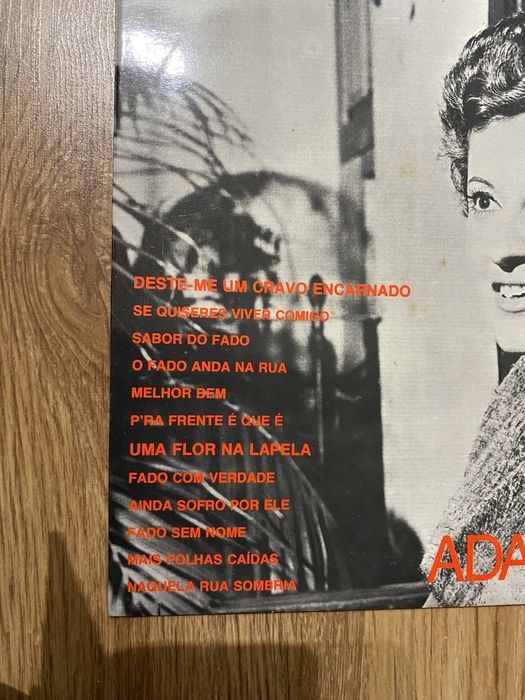 DESTE-ME UM CRAVO ENCARNADO
SE QUISERES VIVER COMIGO
SABOR DO FADO
O FADO ANDA NA RUA
MELHOR BEM
P'RA FRENTE É QUE É
UMA FLOR NA LAPELA
FADO COM VERDADE
AINDA SOFRO POR ELE
FADO SEM NOME
MAIS FOLHAS CAÍDAS
NAQUELA RUA SOMBRIA
ADA